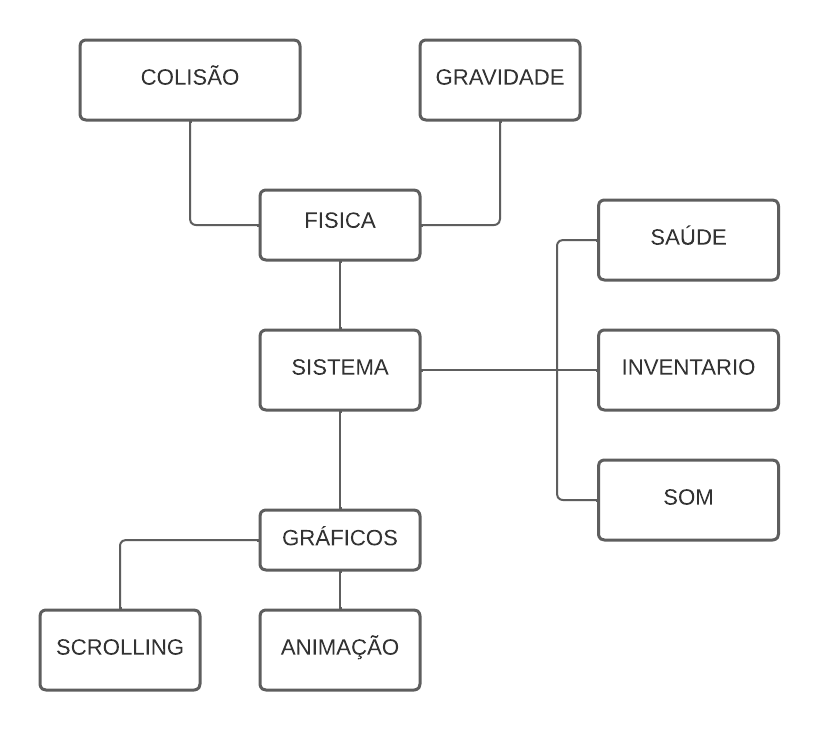 COLISÃO
GRAVIDADE
FISICA
SAÚDE
SISTEMA
INVENTARIO
SOM
GRÁFICOS
SCROLLING
ANIMAÇÃO